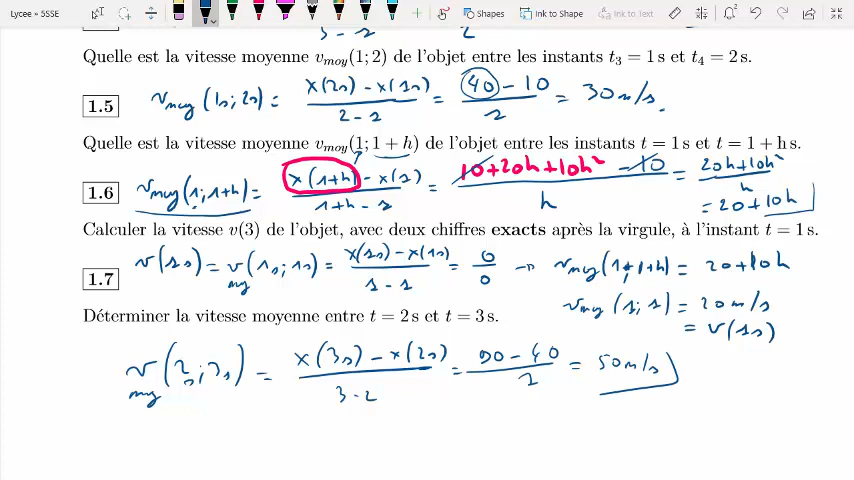 Lycee » 5SSE Shapes Ink to Shape Ink to Math
3 - 2 2
Quelle est la vitesse moyenne v_moy(1; 2) de l'objet entre les instants t₃ = 1 s et t₄ = 2 s.
1.5 v_moy (1s; 2s) = (x(2s) - x(1s))/(2 - 1) = (40 - 10)/1 = 30 m/s.
Quelle est la vitesse moyenne v_moy(1; 1 + h) de l'objet entre les instants t = 1 s et t = 1 + h s.
1.6 v_moy (1; 1+h) = (x(1+h) - x(1))/(1+h - 1) = (10+20h+10h² - 10)/h = (20h+10h²)/h
= 20+10h
Calculer la vitesse v(3) de l'objet, avec deux chiffres exacts après la virgule, à l'instant t = 1 s.
1.7 v(1s) = v_moy (1s; 1s) = (x(1s) - x(1s))/(1 - 1) = 0/0 → v_moy (1; 1+h) = 20+10h
v_moy (1; 1) = 20 m/s
= v(1s)
Déterminer la vitesse moyenne entre t = 2 s et t = 3 s.
v_moy (2s; 3s) = (x(3s) - x(2s))/(3 - 2) = (90 - 40)/1 = 50 m/s